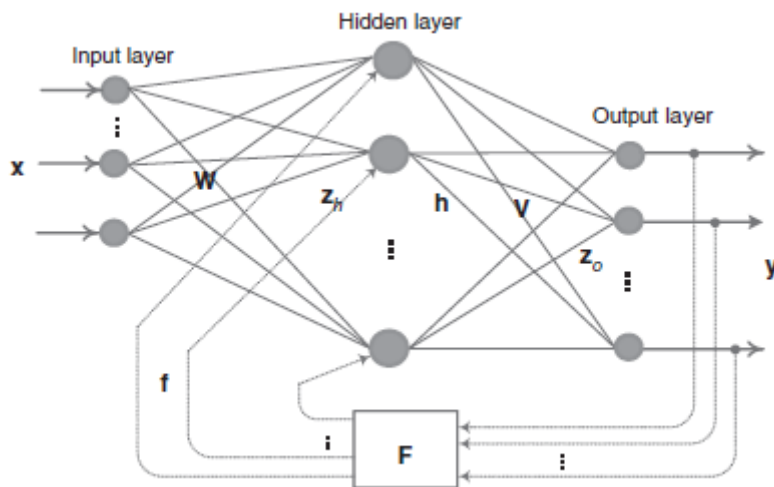 Hidden layer
Input layer
Output layer
x
W
z_h
h
V
z_o
y
f
F